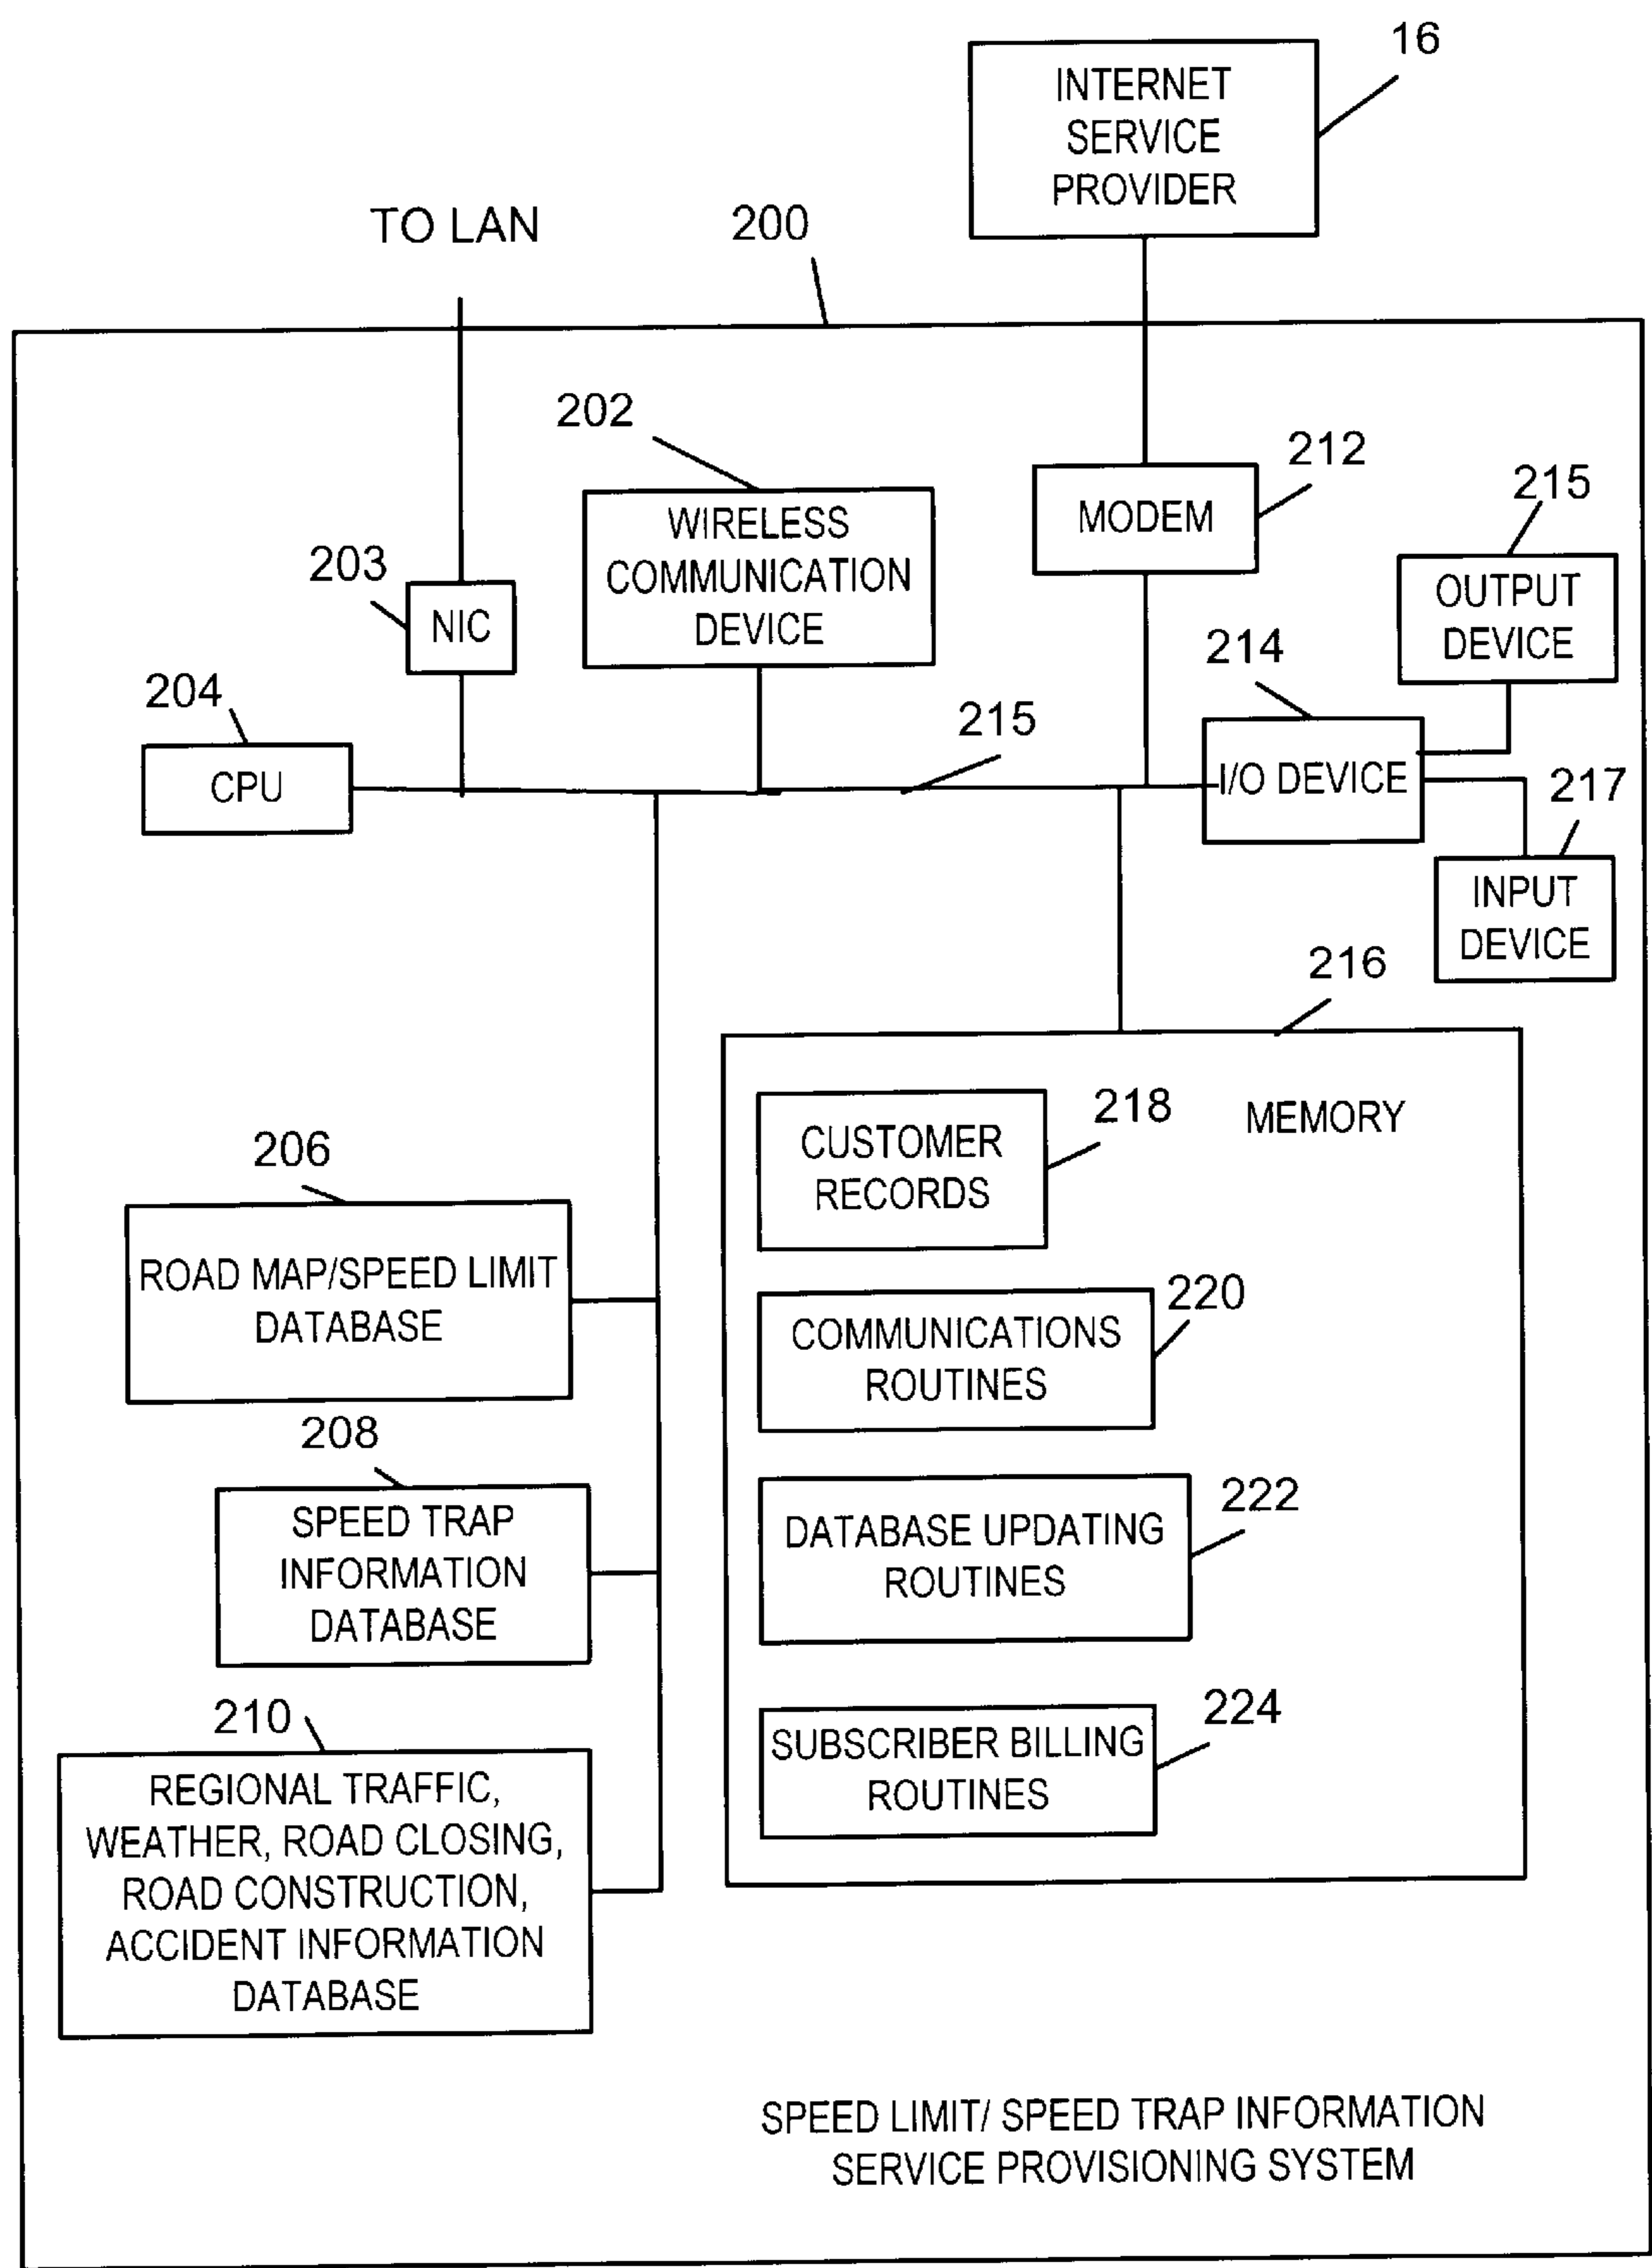 16
INTERNET
SERVICE
PROVIDER
TO LAN
200
202
WIRELESS
COMMUNICATION
DEVICE
212
MODEM
215
OUTPUT
DEVICE
203
NIC
214
I/O DEVICE
204
CPU
215
217
INPUT
DEVICE
216
MEMORY
218
CUSTOMER
RECORDS
206
ROAD MAP/SPEED LIMIT
DATABASE
220
COMMUNICATIONS
ROUTINES
208
SPEED TRAP
INFORMATION
DATABASE
222
DATABASE UPDATING
ROUTINES
210
REGIONAL TRAFFIC,
WEATHER, ROAD CLOSING,
ROAD CONSTRUCTION,
ACCIDENT INFORMATION
DATABASE
224
SUBSCRIBER BILLING
ROUTINES
SPEED LIMIT/ SPEED TRAP INFORMATION
SERVICE PROVISIONING SYSTEM